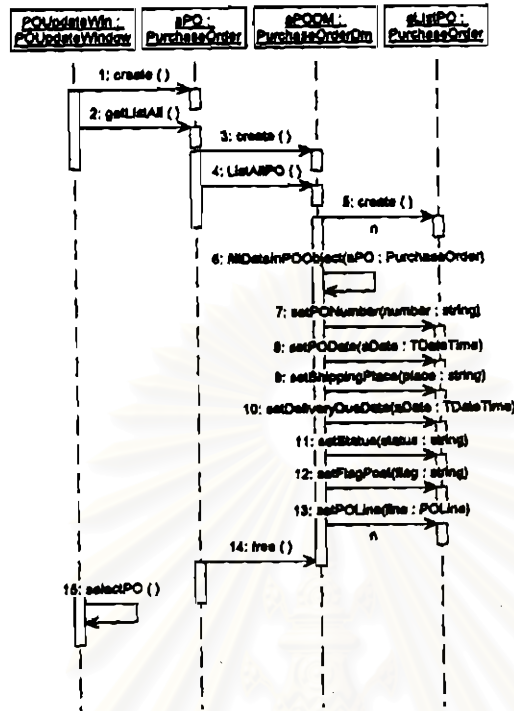 POUpdateWin :
POUpdateWindow
aPO :
PurchaseOrder
aPODM :
PurchaseOrderDm
aListPO :
PurchaseOrder
1: create ( )
2: getListAll ( )
3: create ( )
4: ListAllPO ( )
5: create ( )
n
6: fillDataInPOObject(aPO : PurchaseOrder)
7: setPONumber(number : string)
8: setPODate(aDate : TDateTime)
9: setShippingPlace(place : string)
10: setDeliveryDueDate(aDate : TDateTime)
11: setStatus(status : string)
12: setFlagPost(flag : string)
13: setPOLine(line : POLine)
n
14: free ( )
15: selectPO ( )